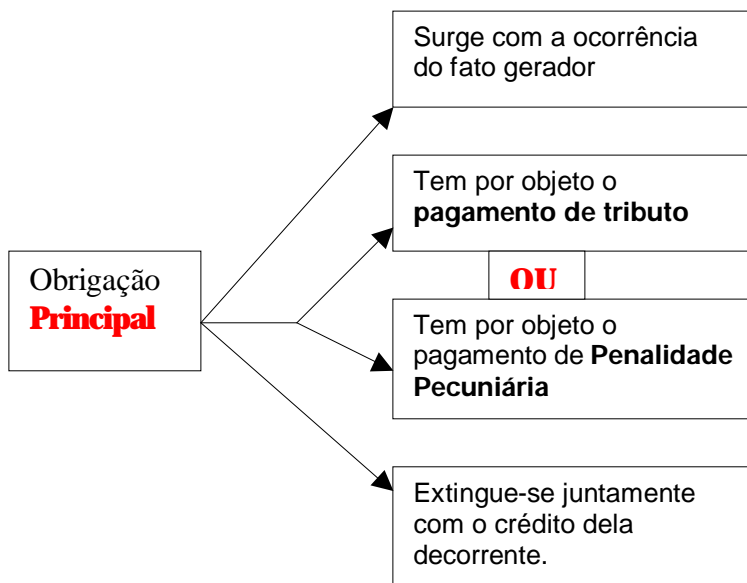 Surge com a ocorrência
do fato gerador
Tem por objeto o
pagamento de tributo
Obrigação
Principal
OU
Tem por objeto o
pagamento de Penalidade
Pecuniária
Extingue-se juntamente
com o crédito dela
decorrente.